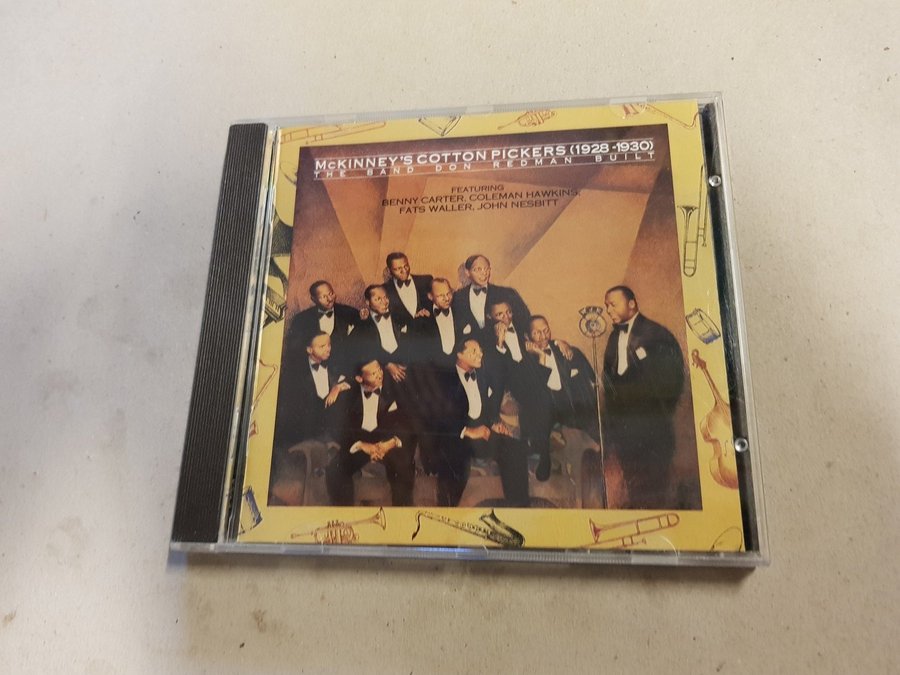 McKINNEY'S COTTON PICKERS (1928-1930)
THE BAND DON REDMAN BUILT
FEATURING
BENNY CARTER, COLEMAN HAWKINS,
FATS WALLER, JOHN NESBITT